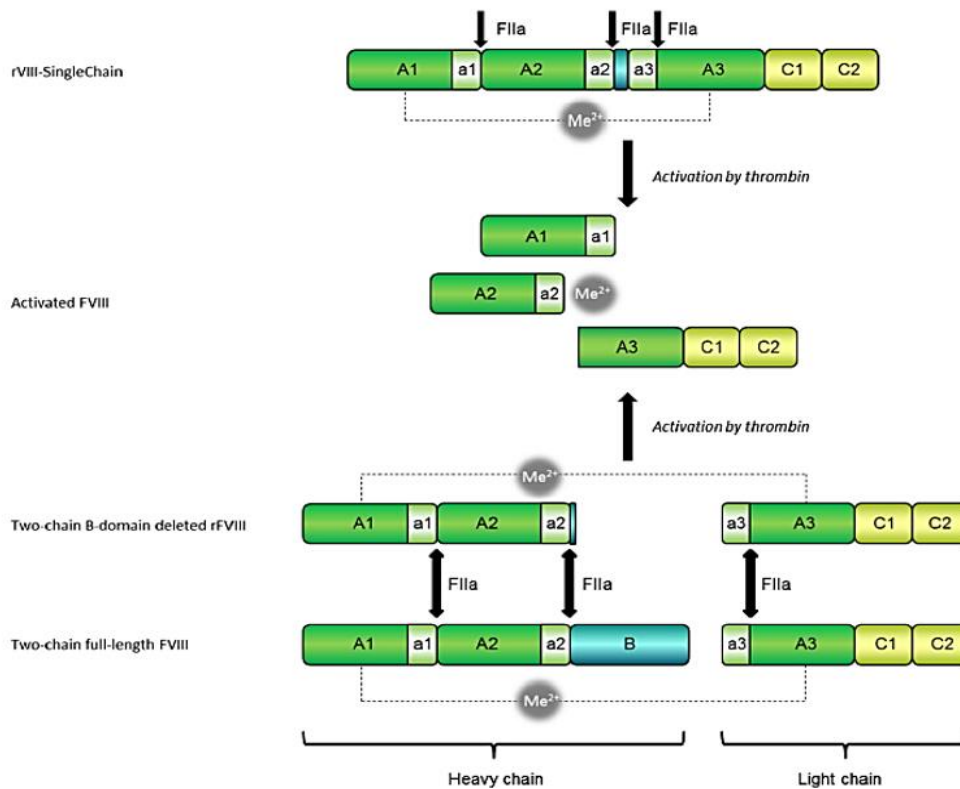 FIIa FIIa FIIa
rVIII-SingleChain A1 a1 A2 a2 a3 A3 C1 C2
Me²⁺
Activation by thrombin
A1 a1
Activated FVIII A2 a2 Me²⁺
A3 C1 C2
Activation by thrombin
Me²⁺
Two-chain B-domain deleted rFVIII A1 a1 A2 a2 a3 A3 C1 C2
FIIa FIIa FIIa
Two-chain full-length FVIII A1 a1 A2 a2 B a3 A3 C1 C2
Me²⁺
Heavy chain Light chain